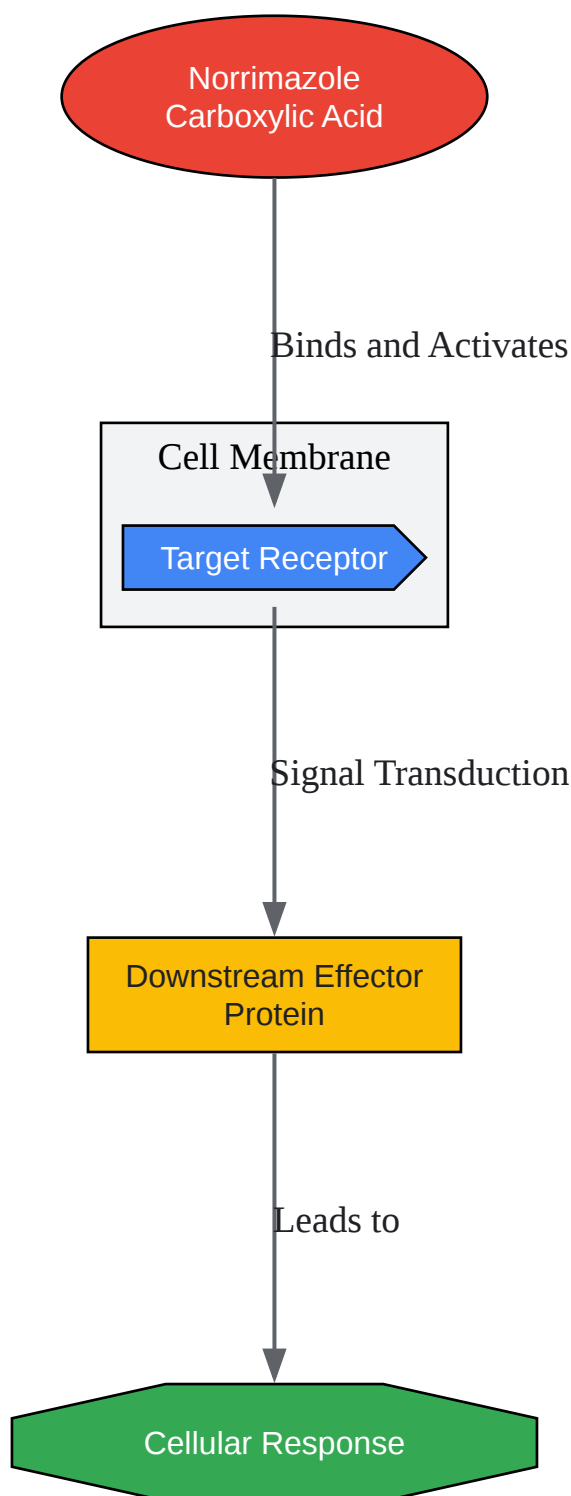 Norrimazole
Carboxylic Acid
Binds and Activates
Cell Membrane
Target Receptor
Signal Transduction
Downstream Effector
Protein
Leads to
Cellular Response